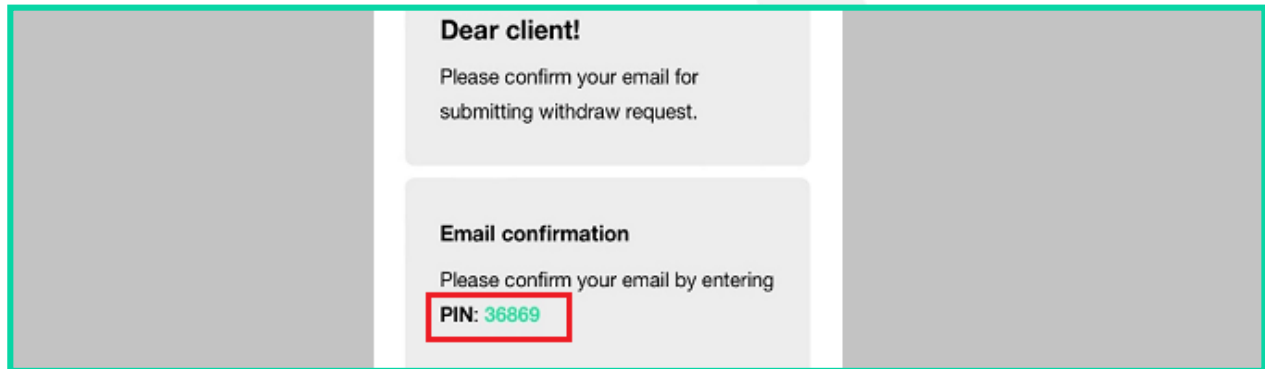 Dear client!
Please confirm your email for
submitting withdraw request.
Email confirmation
Please confirm your email by entering
PIN: 36869